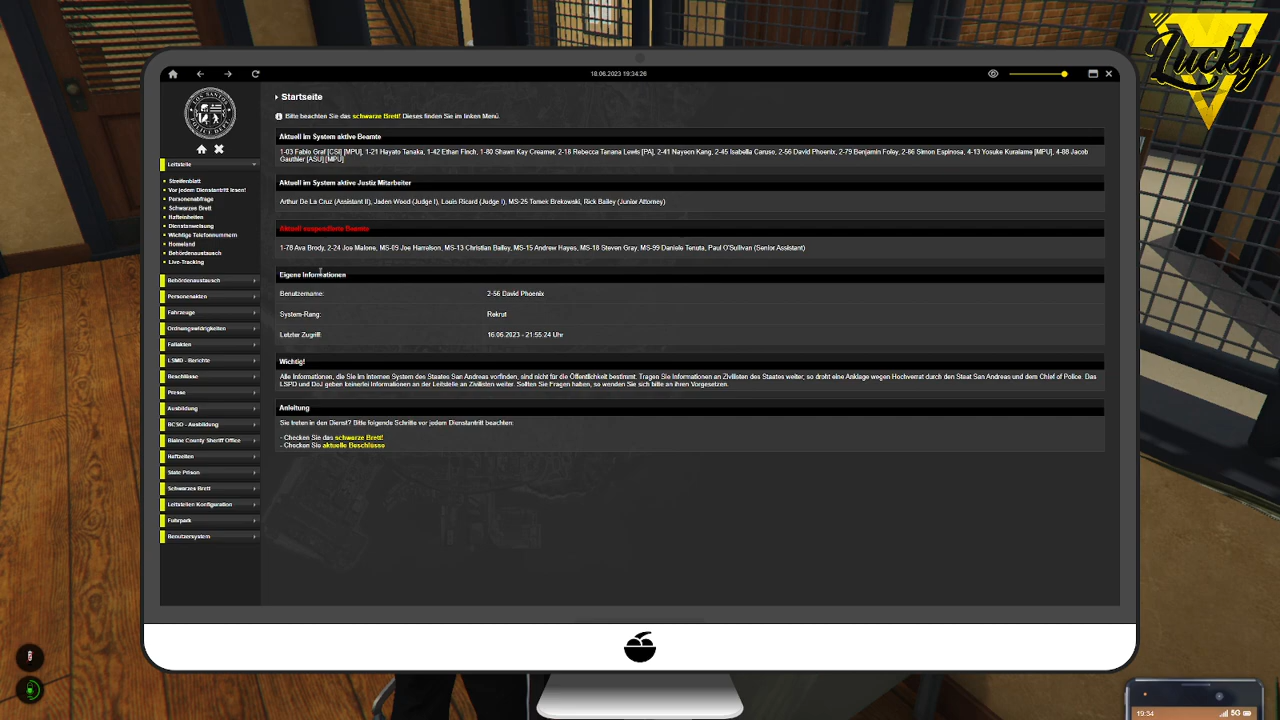 Lucky
18.06.2023 19:34:26
LOS SANTOS
POLICE DEPT
Startseite
Bitte beachten Sie das schwarze Brett! Dieses finden Sie im linken Menü.
Aktuell im System aktive Beamte
1-03 Fabio Graf [CSI] [MPU], 1-21 Hayato Tanaka, 1-42 Ethan Finch, 1-80 Shawn Kay Creamer, 2-18 Rebecca Tanana Lewis [PA], 2-41 Nayeon Kang, 2-45 Isabella Caruso, 2-56 David Phoenix, 2-79 Benjamin Foley, 2-86 Simon Espinosa, 4-13 Yosuke Kuraiame [MPU], 4-88 Jacob
Gauthier [ASU] [MPU]
Aktuell im System aktive Justiz Mitarbeiter
Arthur De La Cruz (Assistant II), Jaden Wood (Judge I), Louis Ricard (Judge I), MS-25 Tomek Brekowski, Rick Bailey (Junior Attorney)
Aktuell suspendierte Beamte
1-78 Ava Brody, 2-24 Joe Malone, MS-09 Joe Harrelson, MS-13 Christian Bailey, MS-15 Andrew Hayes, MS-18 Steven Gray, MS-99 Daniele Tenuta, Paul O'Sullivan (Senior Assistant)
Eigene Informationen
Benutzername: 2-56 David Phoenix
System-Rang: Rekrut
Letzter Zugriff: 16.06.2023 - 21:55:24 Uhr
Wichtig!
Alle Informationen, die Sie im internen System des Staates San Andreas vorfinden, sind nicht für die Öffentlichkeit bestimmt. Tragen Sie Informationen an Zivilisten des Staates weiter, so droht eine Anklage wegen Hochverrat durch den Staat San Andreas und dem Chief of Police. Das
LSPD und DoJ geben keinerlei Informationen an der Leitstelle an Zivilisten weiter. Sollten Sie Fragen haben, so wenden Sie sich bitte an ihren Vorgesetzen.
Anleitung
Sie treten in den Dienst? Bitte folgende Schritte vor jedem Dienstantritt beachten:
- Checken Sie das schwarze Brett!
- Checken Sie aktuelle Beschlüsse
Leitstelle
Streifenblatt
Vor jedem Dienstantritt lesen!
Personenabfrage
Schwarzes Brett
Hafteinheiten
Dienstanweisung
Wichtige Telefonnummern
Homeland
Behördenaustausch
Live-Tracking
Behördenaustausch
Personenakten
Fahrzeuge
Ordnungswidrigkeiten
Fallakten
LSMD - Berichte
Beschlüsse
Presse
Ausbildung
BCSO - Ausbildung
Blaine County Sheriff Office
Haftzellen
State Prison
Schwarzes Brett
Leitstellen Konfiguration
Fuhrpark
Benutzersystem
19:34
5G